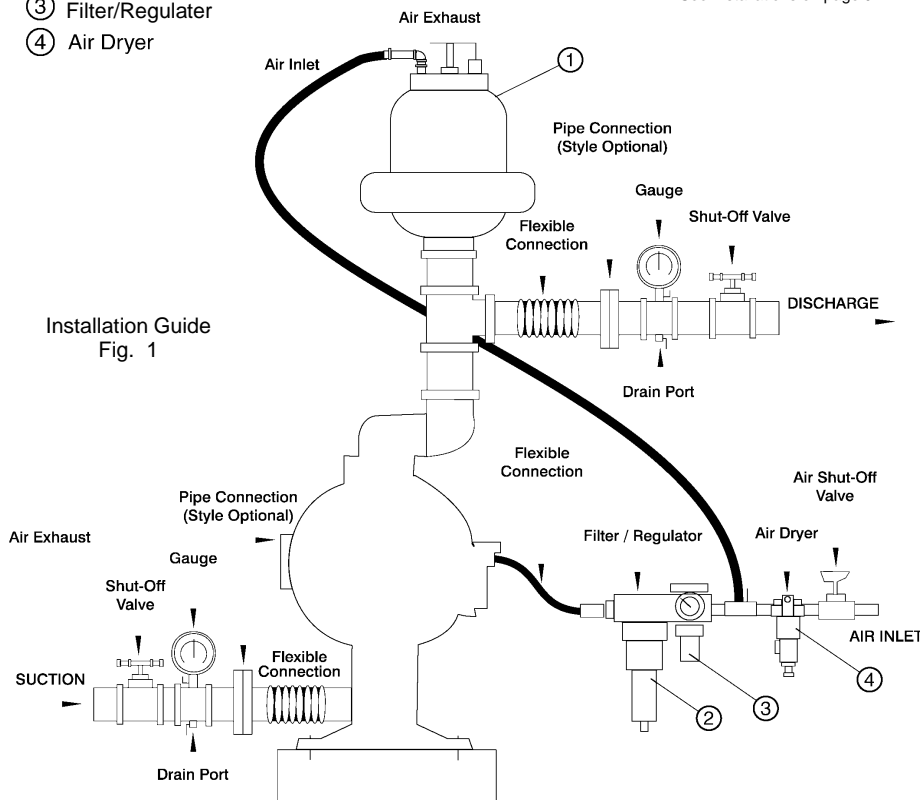 ③ Filter/Regulater
④ Air Dryer
Air Exhaust
Air Inlet
①
Pipe Connection
(Style Optional)
Gauge
Shut-Off Valve
Flexible
Connection
DISCHARGE
Installation Guide
Fig. 1
Drain Port
Flexible
Connection
Air Shut-Off
Valve
Pipe Connection
(Style Optional)
Filter / Regulator
Air Dryer
Air Exhaust
Gauge
Shut-Off
Valve
AIR INLET
Flexible
Connection
SUCTION
④
③
②
Drain Port